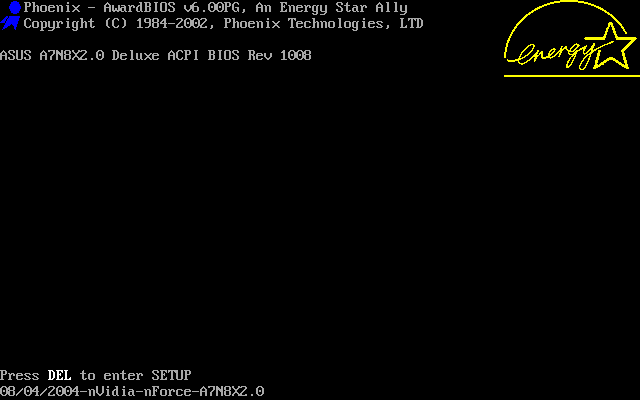 Phoenix - AwardBIOS v6.00PG, An Energy Star Ally
Copyright (C) 1984-2002, Phoenix Technologies, LTD
energy
ASUS A7N8X2.0 Deluxe ACPI BIOS Rev 1008
Press DEL to enter SETUP
08/04/2004-nVidia-nForce-A7N8X2.0